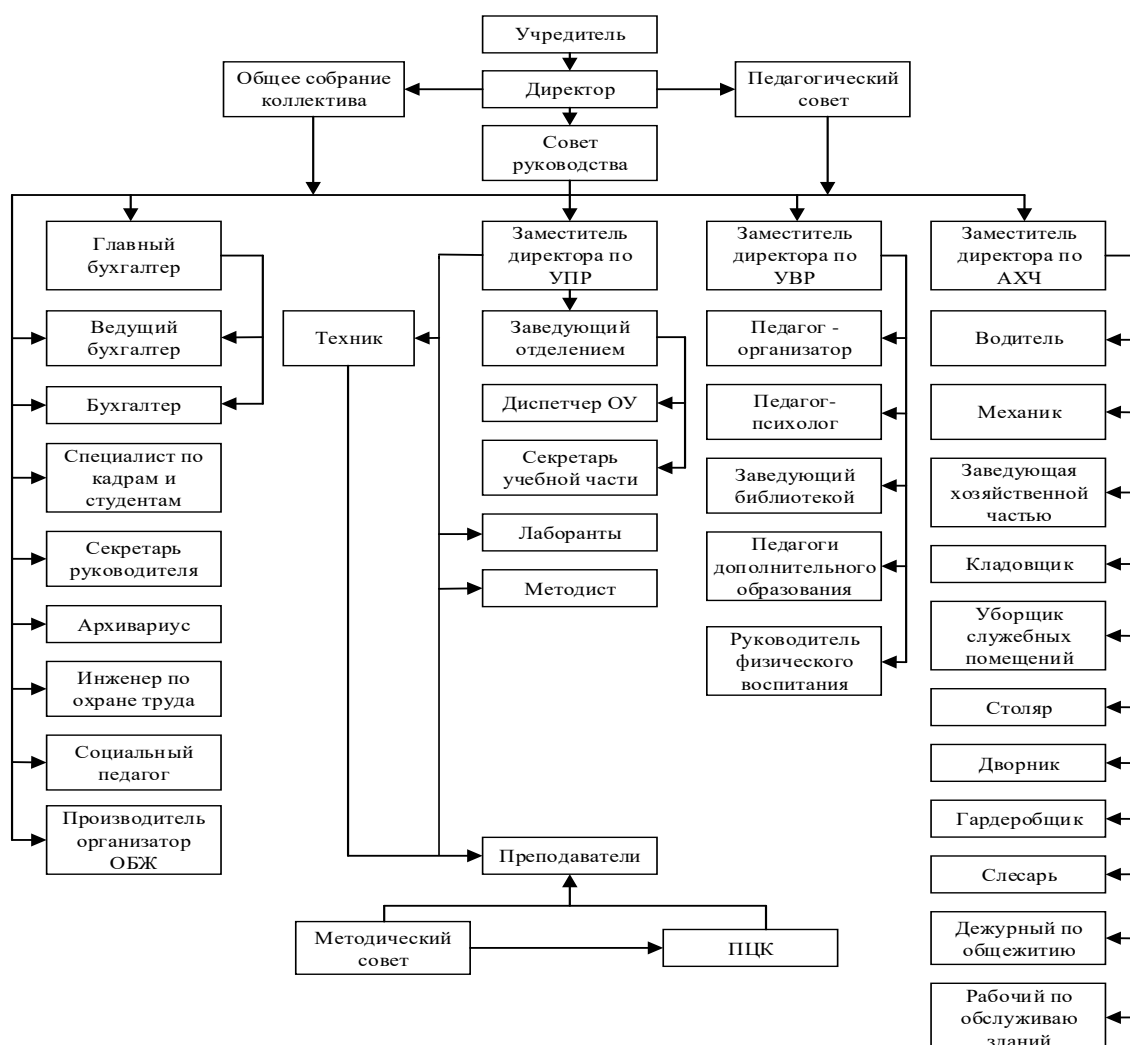 Учредитель
Общее собрание
коллектива
Директор
Педагогический
совет
Совет
руководства
Главный
бухгалтер
Заместитель
директора по
УПР
Заместитель
директора по
УВР
Заместитель
директора по
АХЧ
Ведущий
бухгалтер
Техник
Заведующий
отделением
Педагог -
организатор
Водитель
Бухгалтер
Диспетчер ОУ
Педагог-
психолог
Механик
Специалист по
кадрам и
студентам
Секретарь
учебной части
Заведующий
библиотекой
Заведующая
хозяйственной
частью
Секретарь
руководителя
Лаборанты
Педагоги
дополнительного
образования
Кладовщик
Архивариус
Методист
Руководитель
физического
воспитания
Уборщик
служебных
помещений
Инженер по
охране труда
Столяр
Социальный
педагог
Дворник
Производитель
организатор
ОБЖ
Преподаватели
Гардеробщик
Слесарь
Методический
совет
ПЦК
Дежурный по
общежитию
Рабочий по
обслуживаю
зданий